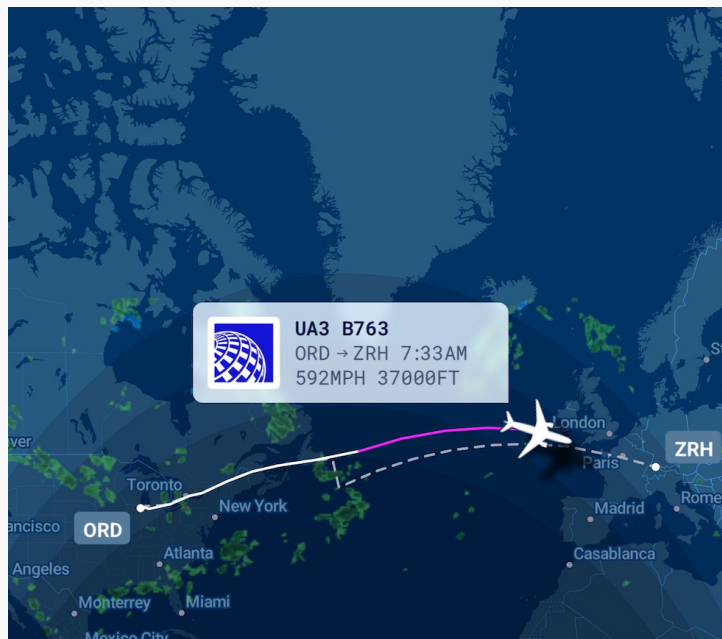 UA3 B763
ORD → ZRH 7:33AM
592MPH 37000FT
St
London
ver
ZRH
Paris
Toronto
Rome
New York
Madrid
ancisco
ORD
Atlanta
Casablanca
Angeles
Monterrey
Miami
Mexico City